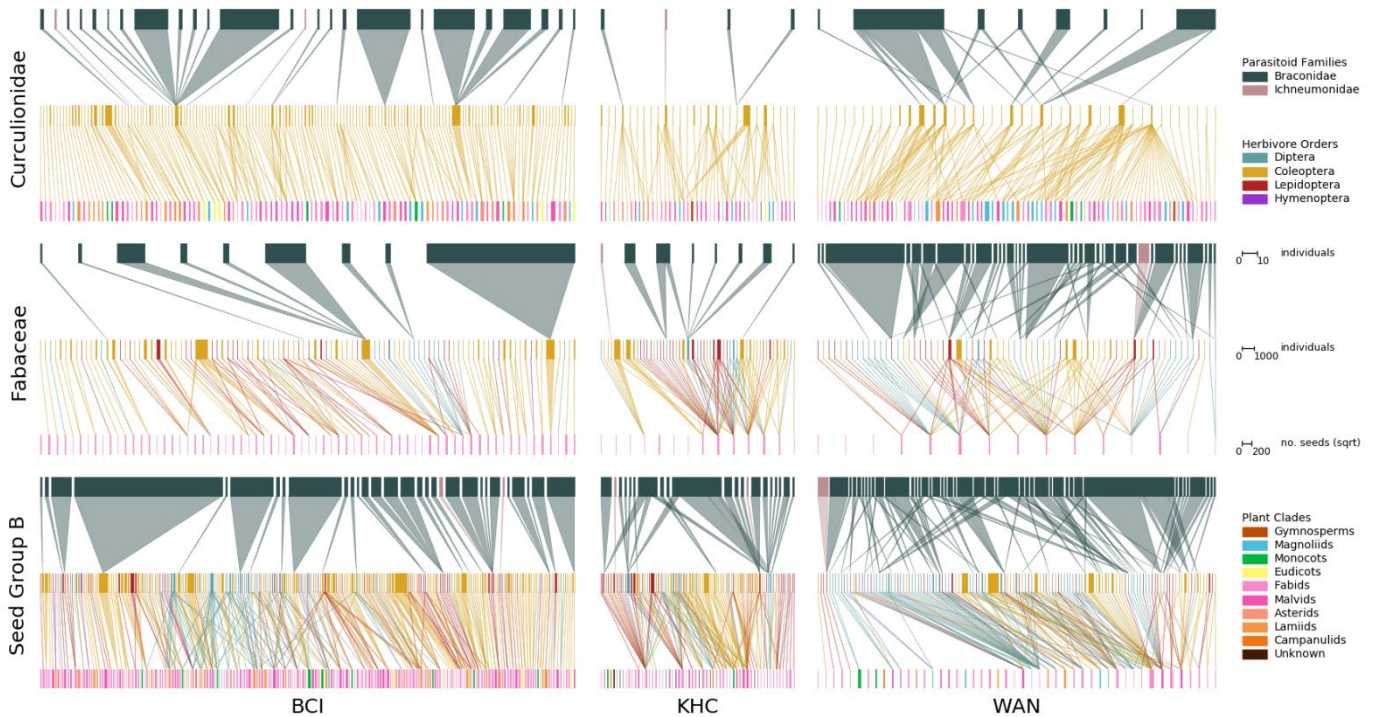 Curculionidae
Fabaceae
Seed Group B
BCI
KHC
WAN
Parasitoid Families
Braconidae
Ichneumonidae
Herbivore Orders
Diptera
Coleoptera
Lepidoptera
Hymenoptera
0 10 individuals
0 1000 individuals
0 200 no. seeds (sqrt)
Plant Clades
Gymnosperms
Magnoliids
Monocots
Eudicots
Fabids
Malvids
Asterids
Lamiids
Campanulids
Unknown